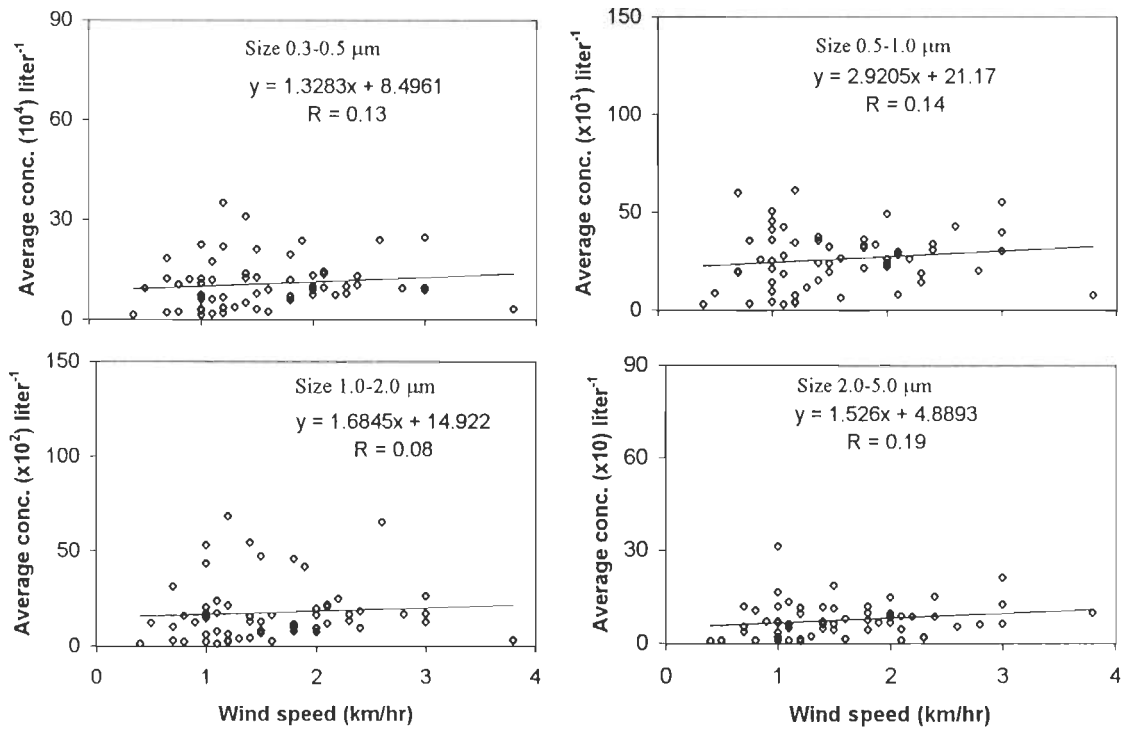 Average conc. (10⁴) liter⁻¹
90
60
30
0
Size 0.3-0.5 µm
y = 1.3283x + 8.4961
R = 0.13
Average conc. (x10³) liter⁻¹
150
100
50
0
Size 0.5-1.0 µm
y = 2.9205x + 21.17
R = 0.14
Average conc. (x10²) liter⁻¹
150
100
50
0
Size 1.0-2.0 µm
y = 1.6845x + 14.922
R = 0.08
0 1 2 3 4
Wind speed (km/hr)
Average conc. (x10) liter⁻¹
90
60
30
0
Size 2.0-5.0 µm
y = 1.526x + 4.8893
R = 0.19
0 1 2 3 4
Wind speed (km/hr)